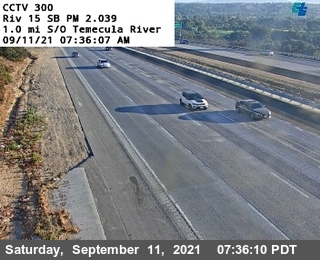 CCTV 300
Riv 15 SB PM 2.039
1.0 mi S/O Temecula River
09/11/21 07:36:07 AM
Saturday, September 11, 2021 07:36:10 PDT